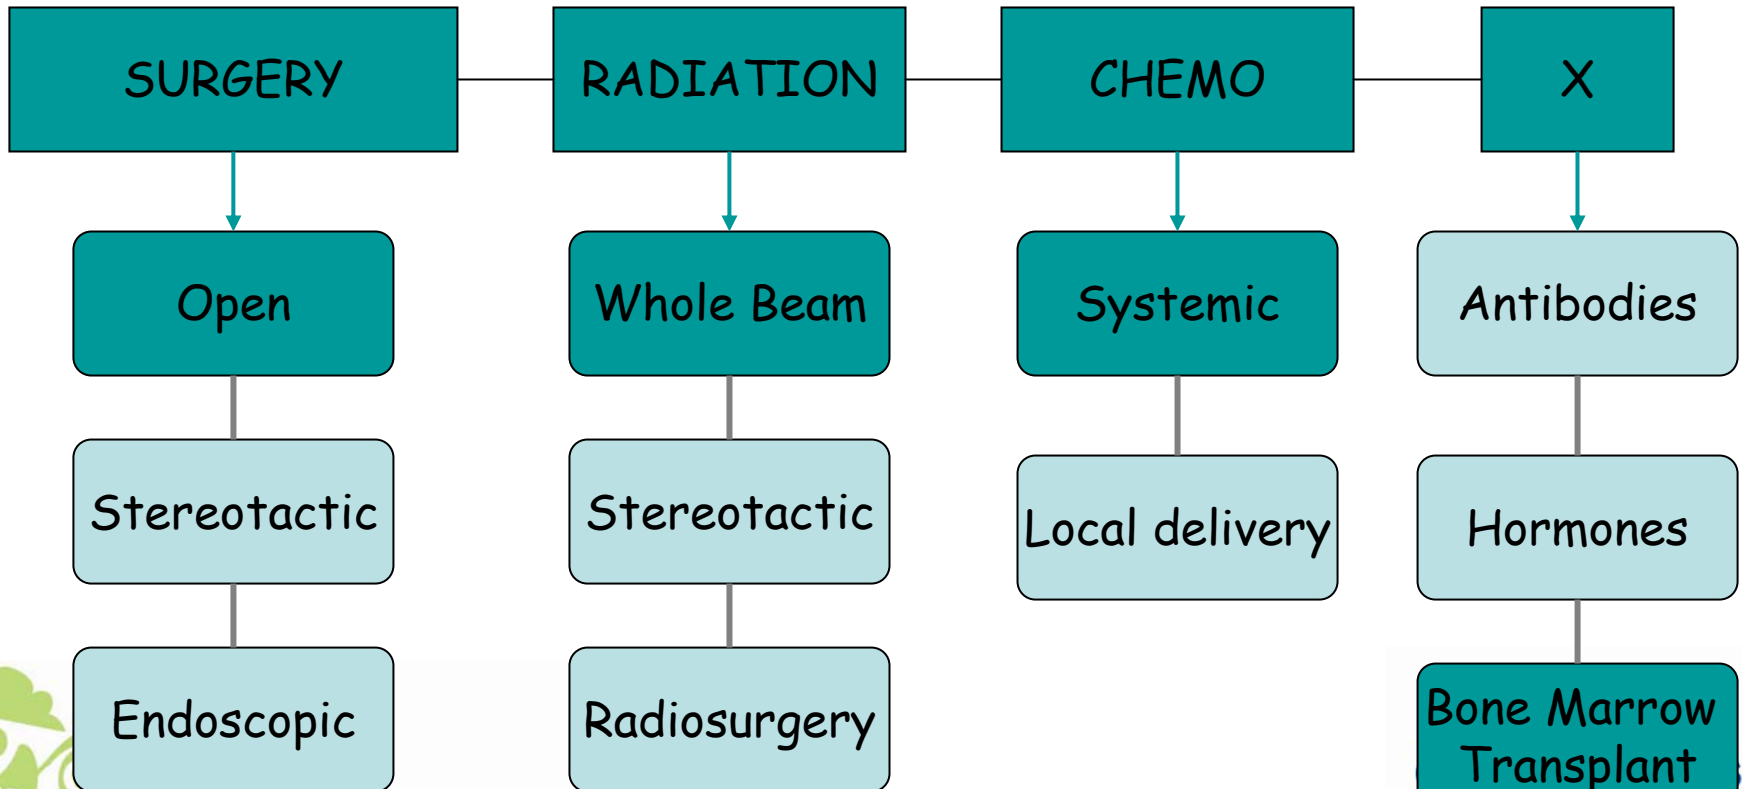 SURGERY
RADIATION
CHEMO
X
Open
Whole Beam
Systemic
Antibodies
Stereotactic
Stereotactic
Local delivery
Hormones
Endoscopic
Radiosurgery
Bone Marrow
Transplant